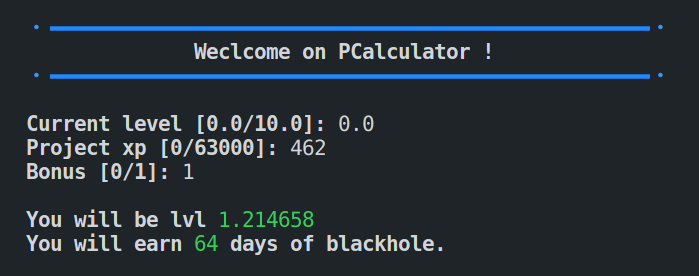 Weclcome on PCalculator !
Current level [0.0/10.0]: 0.0
Project xp [0/63000]: 462
Bonus [0/1]: 1
You will be lvl 1.214658
You will earn 64 days of blackhole.